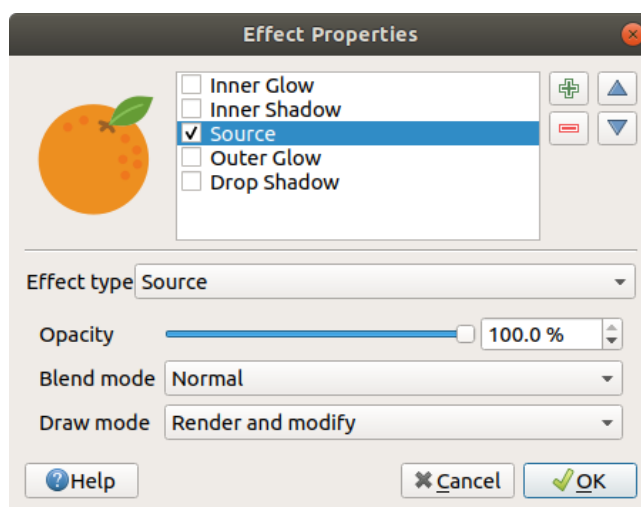 Effect Properties
Inner Glow
Inner Shadow
Source
Outer Glow
Drop Shadow
Effect type Source
Opacity 100.0 %
Blend mode Normal
Draw mode Render and modify
Help Cancel OK